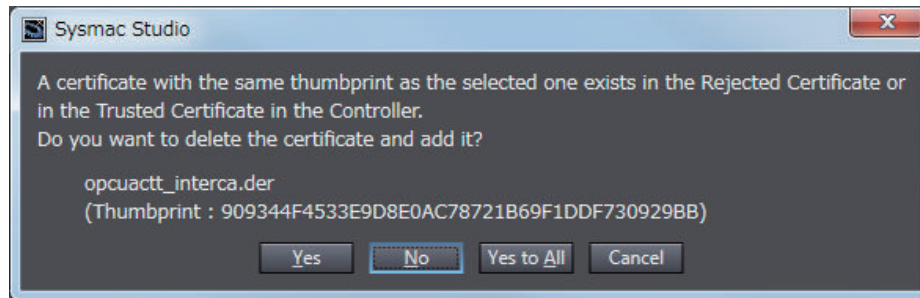 Sysmac Studio
A certificate with the same thumbprint as the selected one exists in the Rejected Certificate or
in the Trusted Certificate in the Controller.
Do you want to delete the certificate and add it?
opcuactt_interca.der
(Thumbprint : 909344F4533E9D8E0AC78721B69F1DDF730929BB)
Yes No Yes to All Cancel